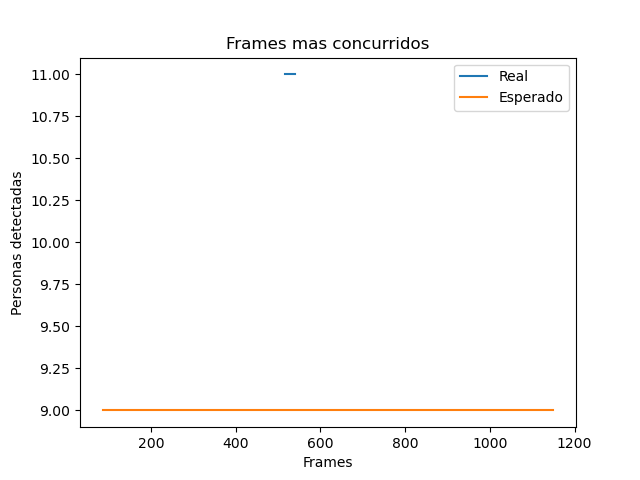 Frames mas concurridos
Real
Esperado
11.00
10.75
10.50
10.25
10.00
9.75
9.50
9.25
9.00
Personas detectadas
200 400 600 800 1000 1200
Frames